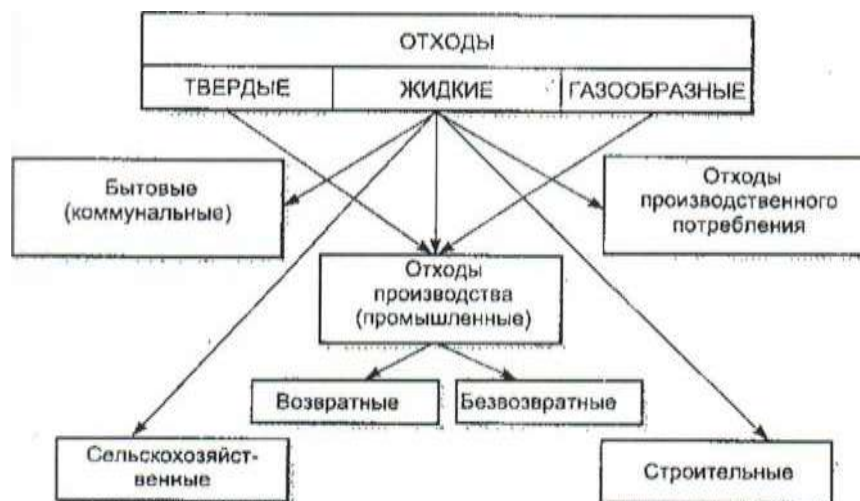 ОТХОДЫ
ТВЕРДЫЕ
ЖИДКИЕ
ГАЗООБРАЗНЫЕ
Бытовые
(коммунальные)
Отходы
производственного
потребления
Отходы
производства
(промышленные)
Возвратные
Безвозвратные
Сельскохозяйст-
венные
Строительные